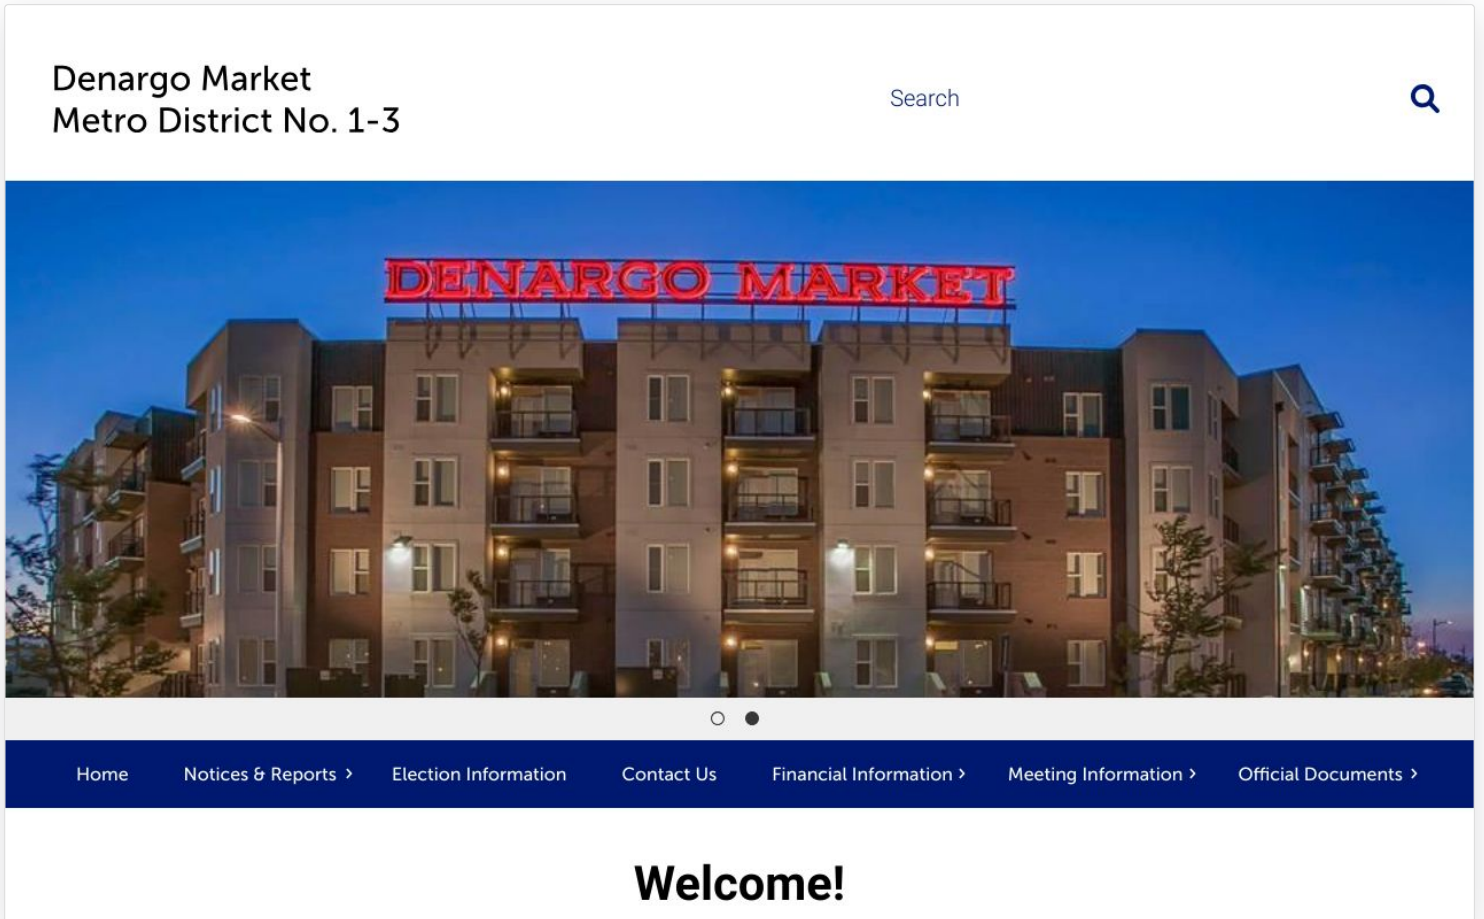 Denargo Market
Metro District No. 1-3
Search
DENARGO MARKET
Home
Notices & Reports
Election Information
Contact Us
Financial Information
Meeting Information
Official Documents
Welcome!